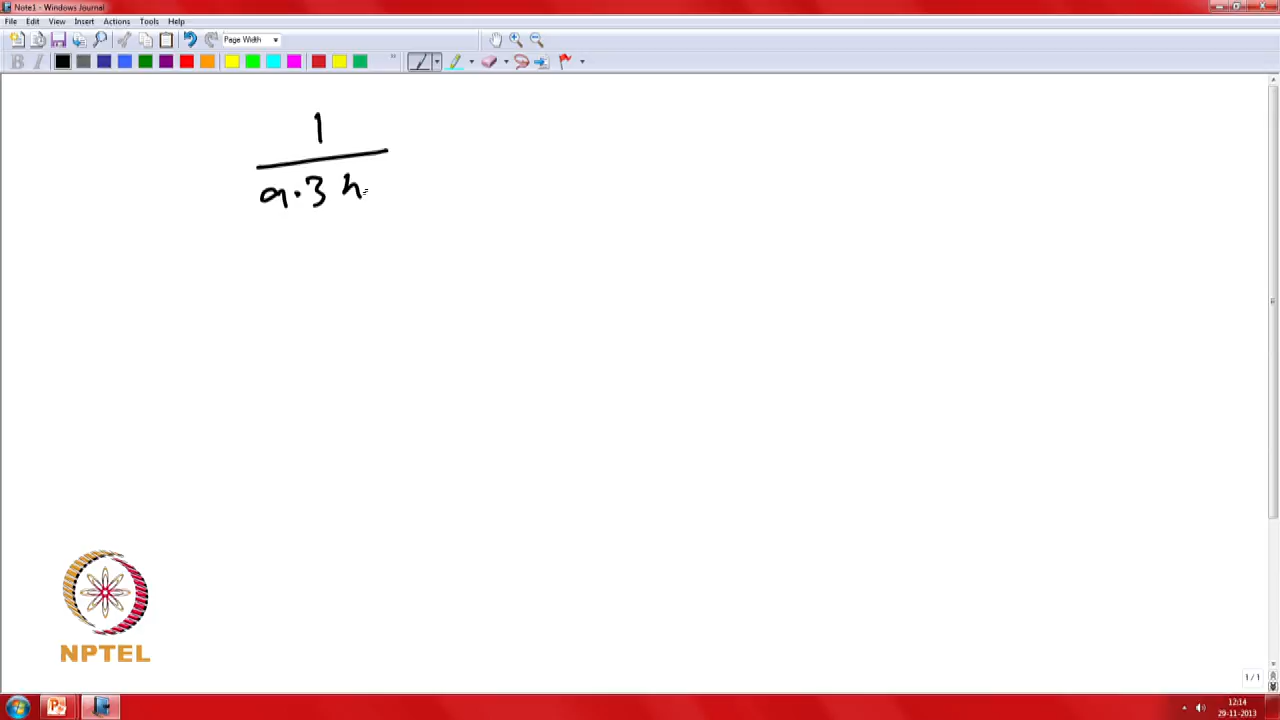 Note1 - Windows Journal
File Edit View Insert Actions Tools Help
Page Width
B I
1
9.3 h
NPTEL
1 / 1
12:14
29-11-2013